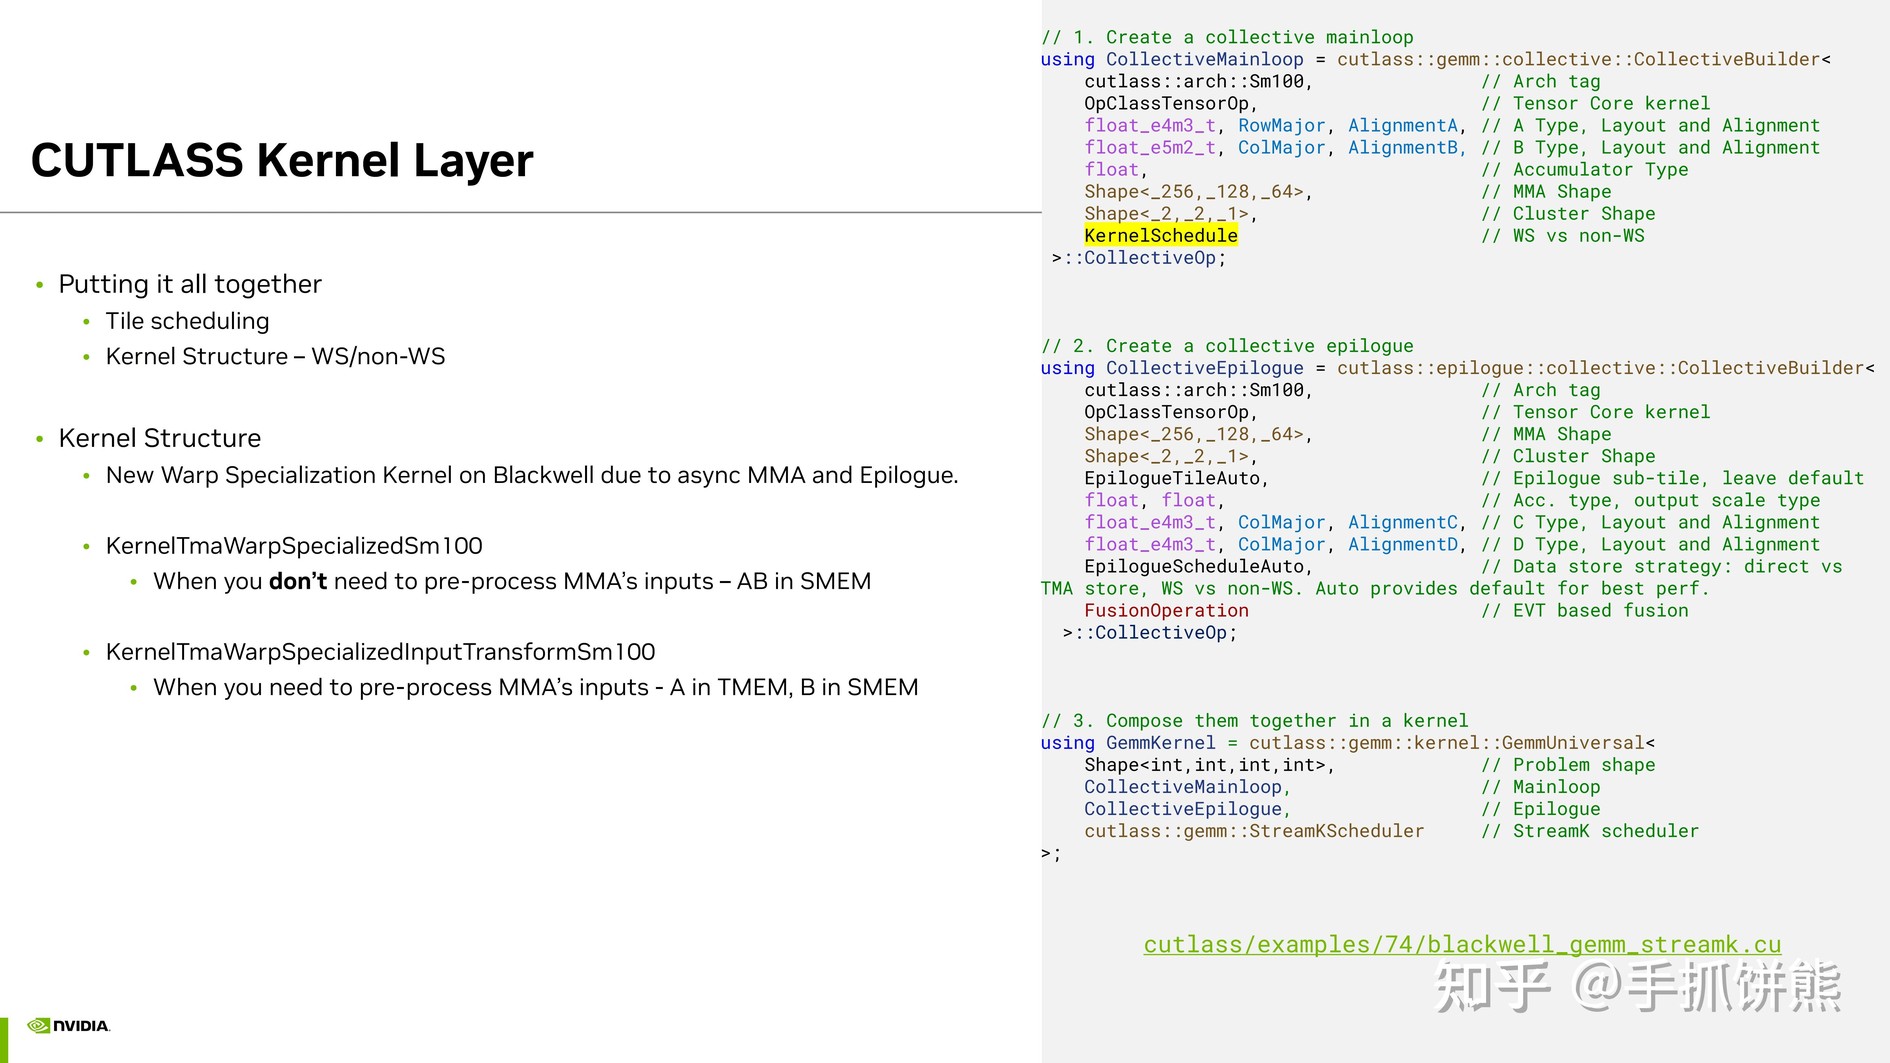 CUTLASS Kernel Layer
• Putting it all together
• Tile scheduling
• Kernel Structure – WS/non-WS
• Kernel Structure
• New Warp Specialization Kernel on Blackwell due to async MMA and Epilogue.
• KernelTmaWarpSpecializedSm100
• When you don't need to pre-process MMA's inputs – AB in SMEM
• KernelTmaWarpSpecializedInputTransformSm100
• When you need to pre-process MMA's inputs - A in TMEM, B in SMEM
NVIDIA.
// 1. Create a collective mainloop
using CollectiveMainloop = cutlass::gemm::collective::CollectiveBuilder<
cutlass::arch::Sm100, // Arch tag
OpClassTensorOp, // Tensor Core kernel
float_e4m3_t, RowMajor, AlignmentA, // A Type, Layout and Alignment
float_e5m2_t, ColMajor, AlignmentB, // B Type, Layout and Alignment
float, // Accumulator Type
Shape<_256,_128,_64>, // MMA Shape
Shape<_2,_2,_1>, // Cluster Shape
KernelSchedule // WS vs non-WS
>::CollectiveOp;
// 2. Create a collective epilogue
using CollectiveEpilogue = cutlass::epilogue::collective::CollectiveBuilder<
cutlass::arch::Sm100, // Arch tag
OpClassTensorOp, // Tensor Core kernel
Shape<_256,_128,_64>, // MMA Shape
Shape<_2,_2,_1>, // Cluster Shape
EpilogueTileAuto, // Epilogue sub-tile, leave default
float, float, // Acc. type, output scale type
float_e4m3_t, ColMajor, AlignmentC, // C Type, Layout and Alignment
float_e4m3_t, ColMajor, AlignmentD, // D Type, Layout and Alignment
EpilogueScheduleAuto, // Data store strategy: direct vs
TMA store, WS vs non-WS. Auto provides default for best perf.
FusionOperation // EVT based fusion
>::CollectiveOp;
// 3. Compose them together in a kernel
using GemmKernel = cutlass::gemm::kernel::GemmUniversal<
Shape<int,int,int,int>, // Problem shape
CollectiveMainloop, // Mainloop
CollectiveEpilogue, // Epilogue
cutlass::gemm::StreamKScheduler // StreamK scheduler
>;
cutlass/examples/74/blackwell_gemm_streamk.cu
知乎 @手抓饼熊